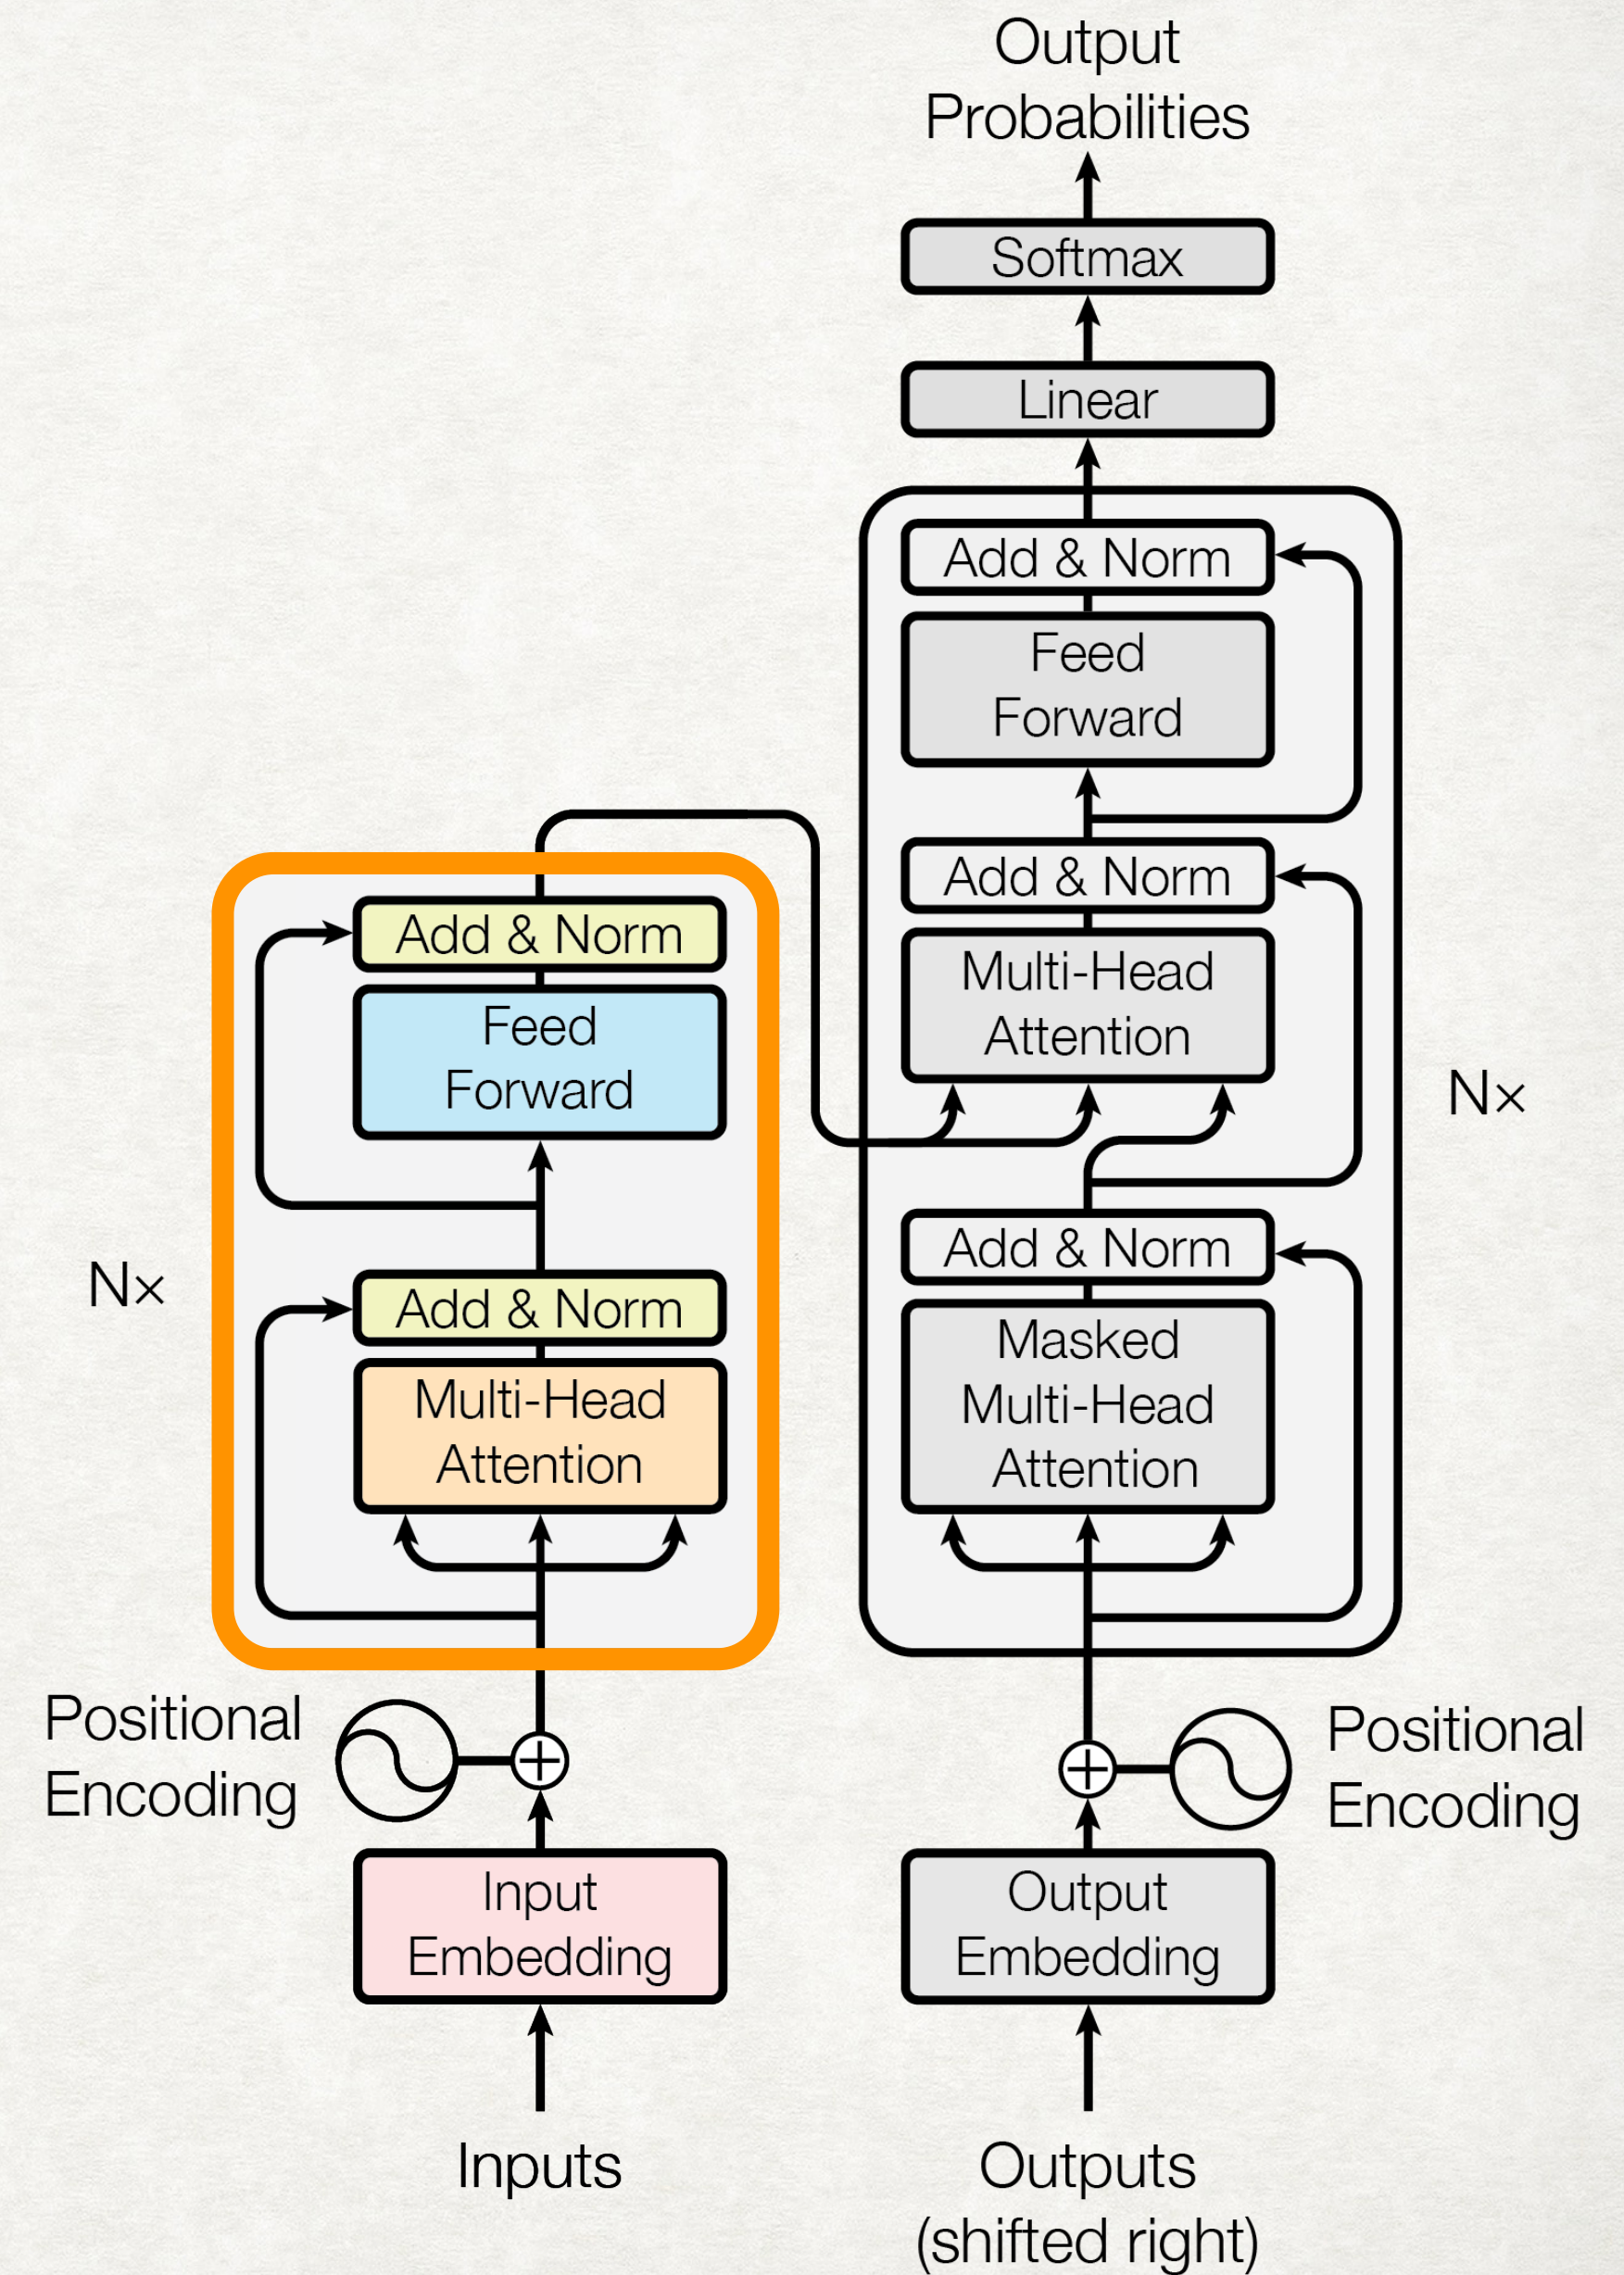 Output
Probabilities
Softmax
Linear
Add & Norm
Feed
Forward
Add & Norm
Multi-Head
Attention
Add & Norm
Masked
Multi-Head
Attention
N×
Positional
Encoding
Output
Embedding
Outputs
(shifted right)
Add & Norm
Feed
Forward
Add & Norm
Multi-Head
Attention
N×
Positional
Encoding
Input
Embedding
Inputs